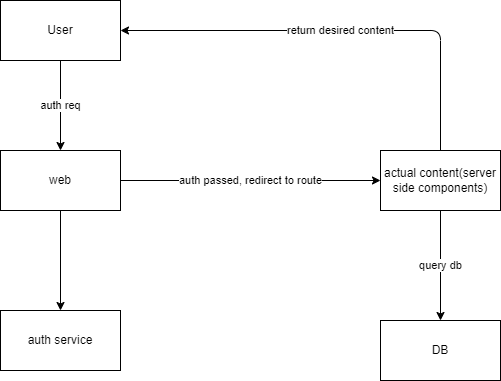 User
return desired content
auth req
web
auth passed, redirect to route
actual content(server
side components)
query db
auth service
DB